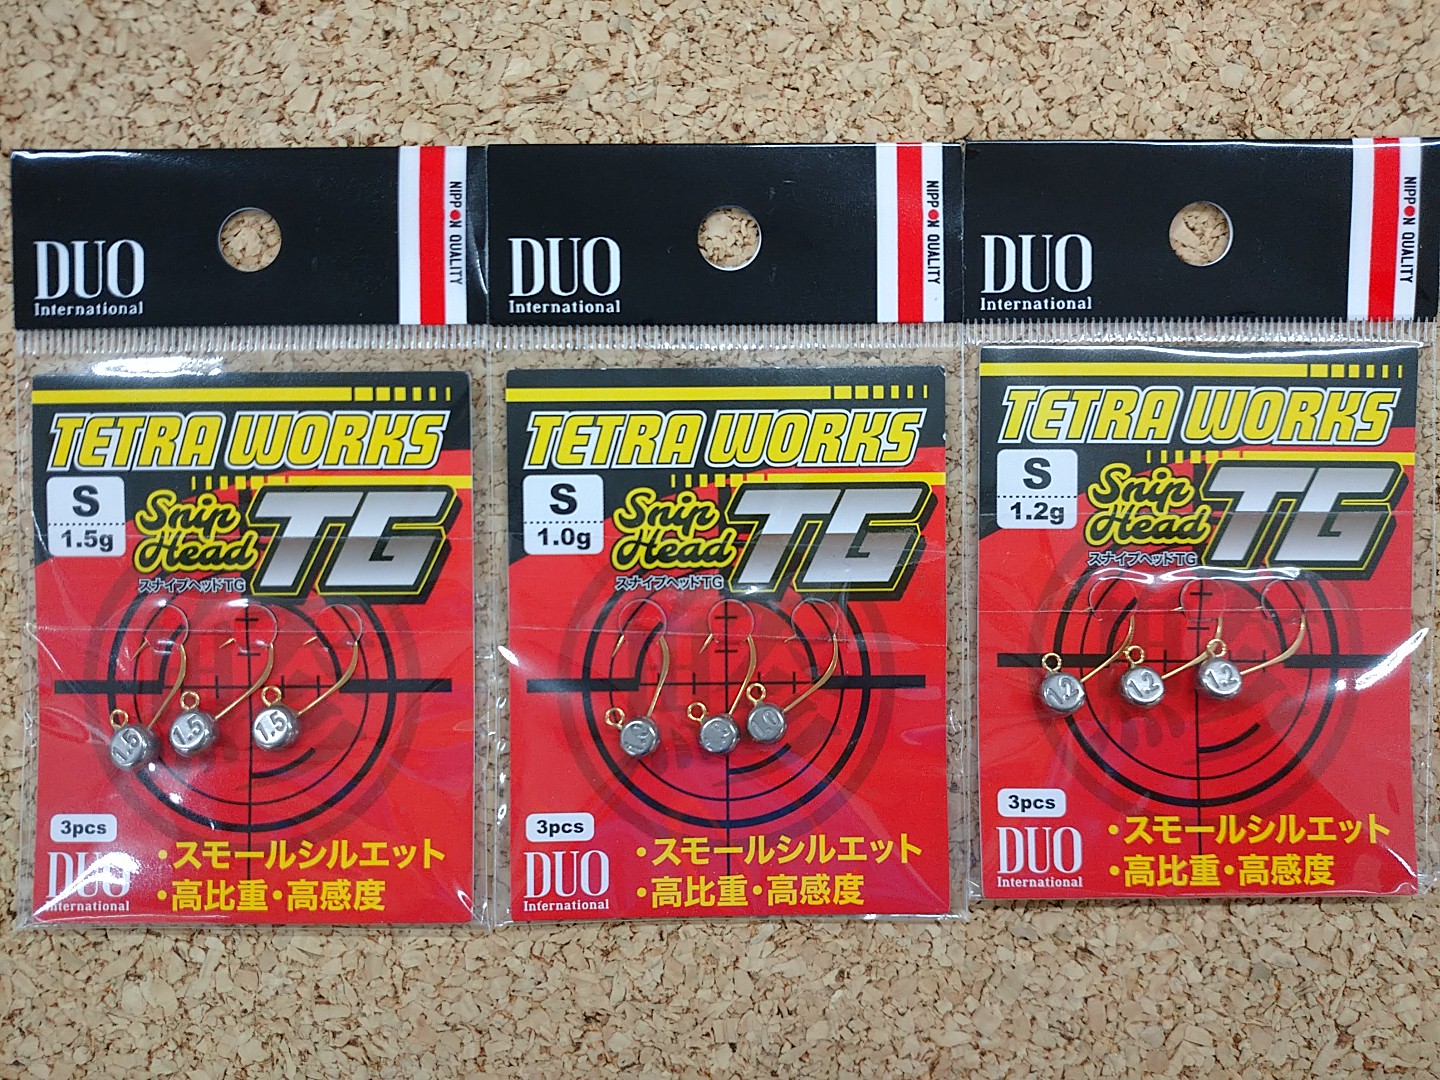 DUO
International
NIPPON QUALITY
TETRA WORKS
S
1.5g
Snip
Head
TG
スナイプヘッドTG
1.5
1.5
1.5
3pcs
DUO
International
・スモールシルエット
・高比重・高感度
DUO
International
NIPPON QUALITY
TETRA WORKS
S
1.0g
Snip
Head
TG
スナイプヘッドTG
1.0
3pcs
DUO
International
・スモールシルエット
・高比重・高感度
DUO
International
NIPPON QUALITY
TETRA WORKS
S
1.2g
Snip
Head
TG
スナイプヘッドTG
1.2
1.2
1.2
3pcs
DUO
International
・スモールシルエット
・高比重・高感度